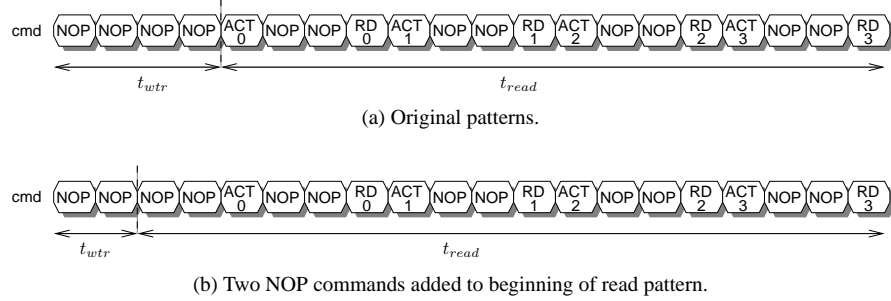 cmd NOP NOP NOP NOP ACT 0 NOP NOP RD 0 ACT 1 NOP NOP RD 1 ACT 2 NOP NOP RD 2 ACT 3 NOP NOP RD 3
t_wtr t_read
(a) Original patterns.
cmd NOP NOP NOP NOP ACT 0 NOP NOP RD 0 ACT 1 NOP NOP RD 1 ACT 2 NOP NOP RD 2 ACT 3 NOP NOP RD 3
t_wtr t_read
(b) Two NOP commands added to beginning of read pattern.